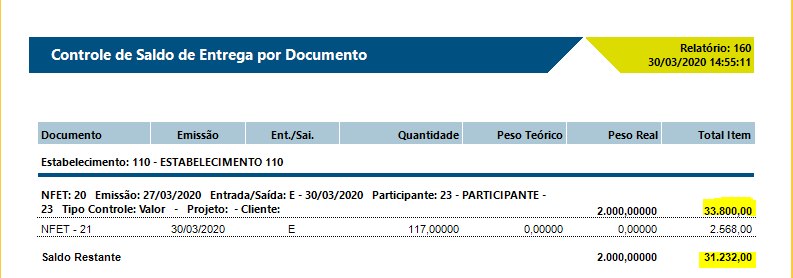 Controle de Saldo de Entrega por Documento
Relatório: 160
30/03/2020 14:55:11
Documento Emissão Ent./Sai. Quantidade Peso Teórico Peso Real Total Item
Estabelecimento: 110 - ESTABELECIMENTO 110
NFET: 20 Emissão: 27/03/2020 Entrada/Saída: E - 30/03/2020 Participante: 23 - PARTICIPANTE -
23 Tipo Controle: Valor - Projeto: - Cliente: 2.000,00000 33.800,00
NFET - 21 30/03/2020 E 117,00000 0,00000 0,00000 2.568,00
Saldo Restante 2.000,00000 31.232,00